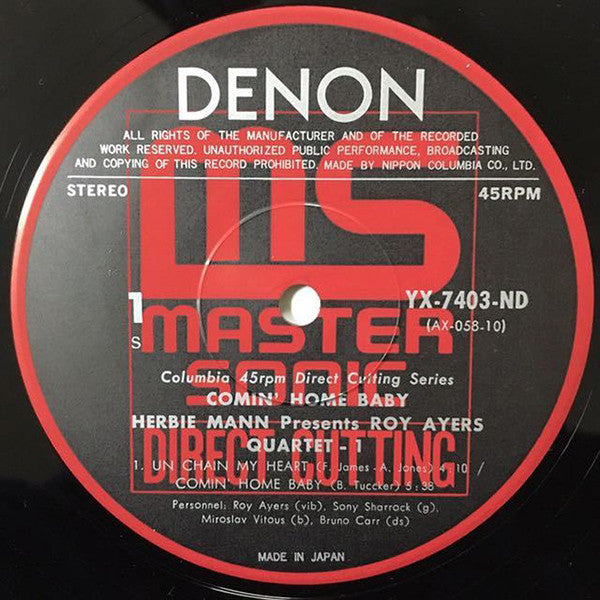 DENON
ALL RIGHTS OF THE MANUFACTURER AND OF THE RECORDED
WORK RESERVED. UNAUTHORIZED PUBLIC PERFORMANCE, BROADCASTING
AND COPYING OF THIS RECORD PROHIBITED. MADE BY NIPPON COLUMBIA CO., LTD.
STEREO 45RPM
MS
1 YX-7403-ND
S (AX-058-10)
MASTER
SONIC
Columbia 45rpm Direct Cutting Series
COMIN' HOME BABY
HERBIE MANN Presents ROY AYERS
QUARTET - 1
DIRECT CUTTING
1. UN CHAIN MY HEART (F. James - A. Jones) 4:10 /
COMIN' HOME BABY (B. Tuccker) 5:38
Personnel: Roy Ayers (vib), Sony Sharrock (g),
Miroslav Vitous (b), Bruno Carr (ds)
MADE IN JAPAN